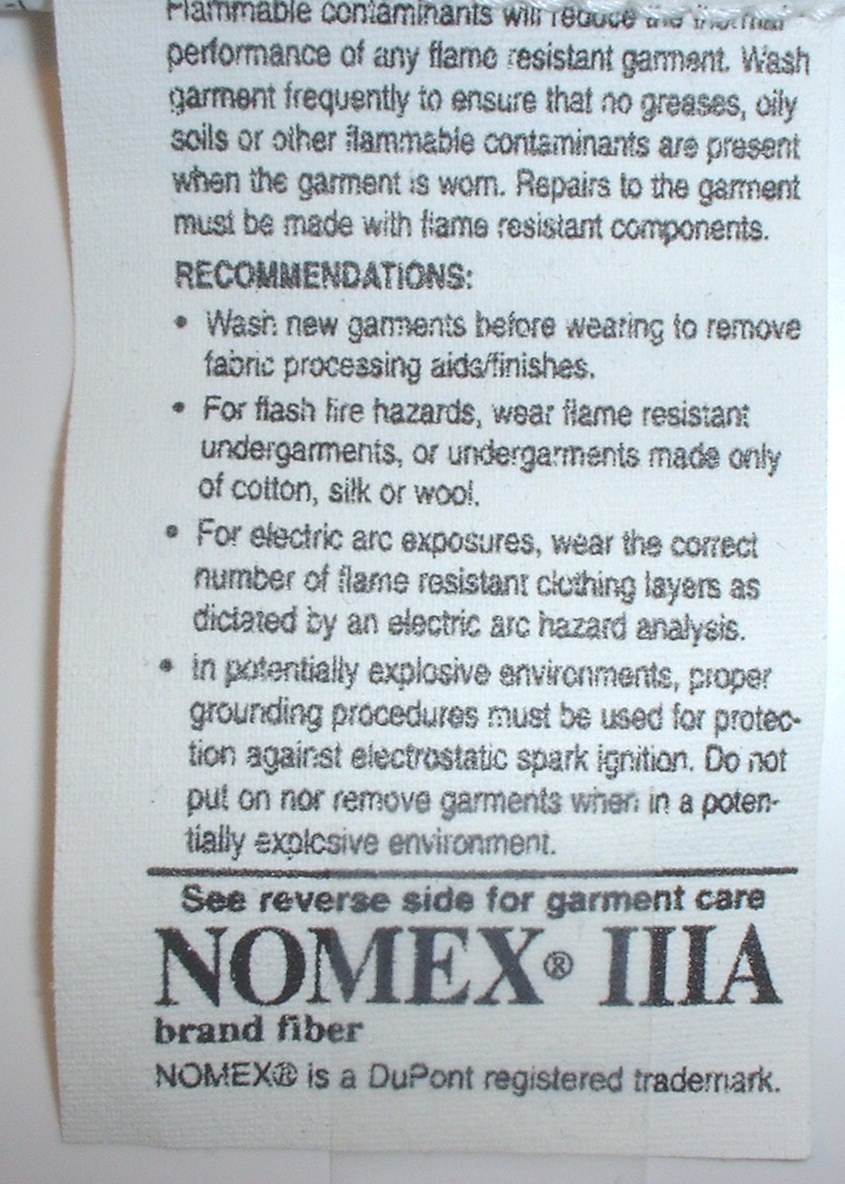 Flammable contaminants will reduce the thermal
performance of any flame resistant garment. Wash
garment frequently to ensure that no greases, oily
soils or other flammable contaminants are present
when the garment is worn. Repairs to the garment
must be made with flame resistant components.
RECOMMENDATIONS:
• Wash new garments before wearing to remove
fabric processing aids/finishes.
• For flash fire hazards, wear flame resistant
undergarments, or undergarments made only
of cotton, silk or wool.
• For electric arc exposures, wear the correct
number of flame resistant clothing layers as
dictated by an electric arc hazard analysis.
• In potentially explosive environments, proper
grounding procedures must be used for protec-
tion against electrostatic spark ignition. Do not
put on nor remove garments when in a poten-
tially explosive environment.
See reverse side for garment care
NOMEX® IIIA
brand fiber
NOMEX® is a DuPont registered trademark.